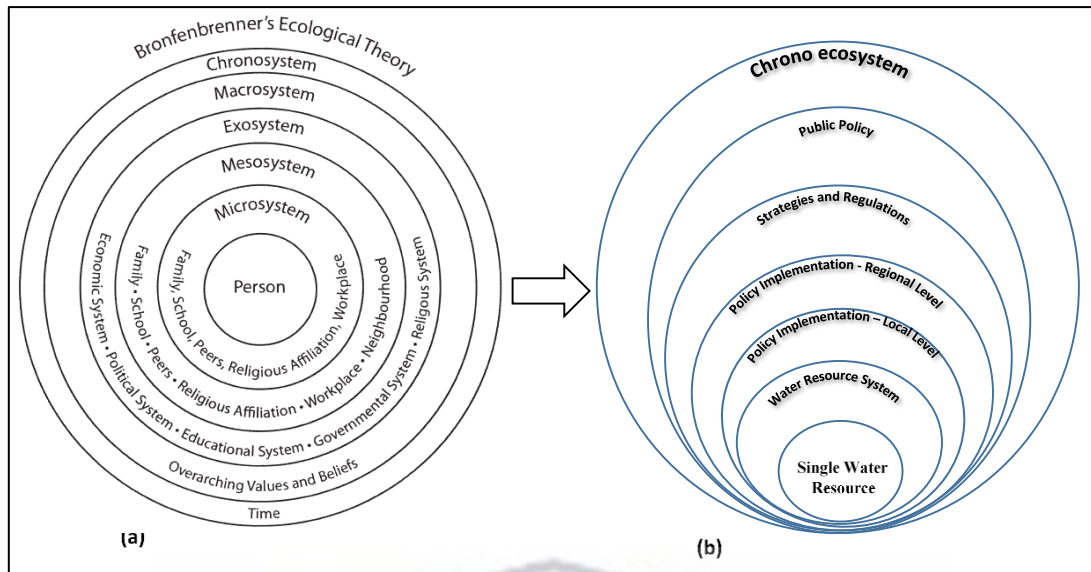 Bronfenbrenner's Ecological Theory
Chronosystem
Macrosystem
Exosystem
Mesosystem
Microsystem
Person
Family, School, Peers, Religious Affiliation, Workplace
Family • School • Peers • Religious Affiliation • Workplace • Neighbourhood
Economic System • Political System • Educational System • Governmental System • Religous System
Overarching Values and Beliefs
Time
(a)
Chrono ecosystem
Public Policy
Strategies and Regulations
Policy Implementation - Regional Level
Policy Implementation – Local Level
Water Resource System
Single Water
Resource
(b)